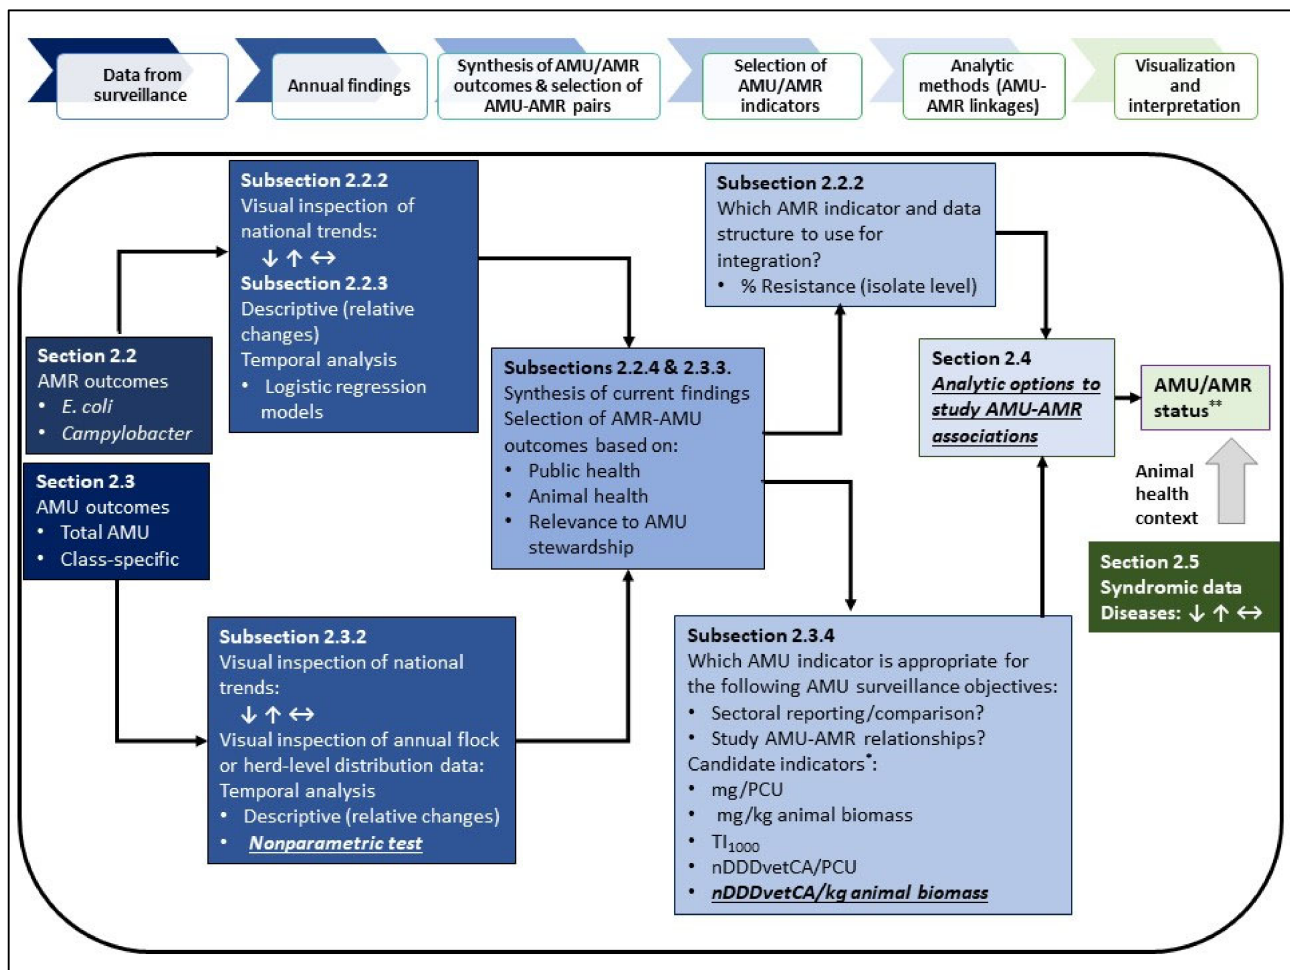 Data from
surveillance
Annual findings
Synthesis of AMU/AMR
outcomes & selection of
AMU-AMR pairs
Selection of
AMU/AMR
indicators
Analytic
methods (AMU-
AMR linkages)
Visualization
and
interpretation
Section 2.2
AMR outcomes
• E. coli
• Campylobacter
Section 2.3
AMU outcomes
• Total AMU
• Class-specific
Subsection 2.2.2
Visual inspection of
national trends:
↓ ↑ ↔
Subsection 2.2.3
Descriptive (relative
changes)
Temporal analysis
• Logistic regression
models
Subsection 2.3.2
Visual inspection of national
trends:
↓ ↑ ↔
Visual inspection of annual flock
or herd-level distribution data:
Temporal analysis
• Descriptive (relative changes)
• Nonparametric test
Subsections 2.2.4 & 2.3.3.
Synthesis of current findings
Selection of AMR-AMU
outcomes based on:
• Public health
• Animal health
• Relevance to AMU
stewardship
Subsection 2.2.2
Which AMR indicator and data
structure to use for
integration?
• % Resistance (isolate level)
Subsection 2.3.4
Which AMU indicator is appropriate for
the following AMU surveillance objectives:
• Sectoral reporting/comparison?
• Study AMU-AMR relationships?
Candidate indicators*:
• mg/PCU
• mg/kg animal biomass
• TI1000
• nDDDvetCA/PCU
• nDDDvetCA/kg animal biomass
Section 2.4
Analytic options to
study AMU-AMR
associations
AMU/AMR
status**
Animal
health
context
Section 2.5
Syndromic data
Diseases: ↓ ↑ ↔